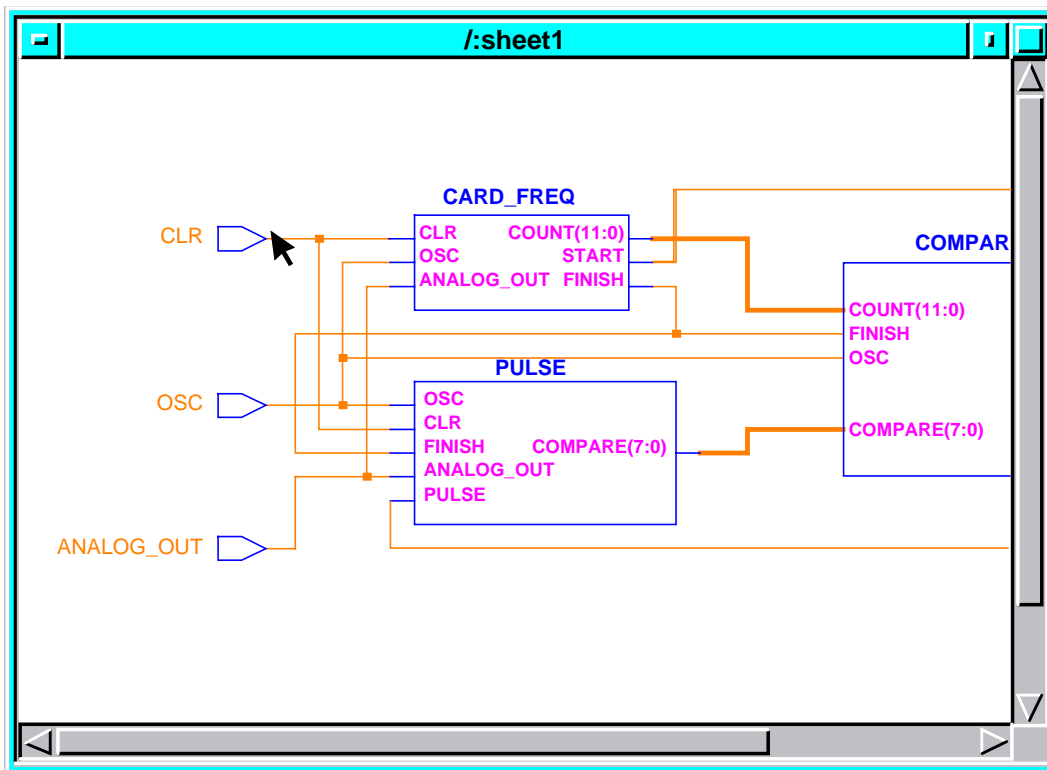 /:sheet1
CARD_FREQ
CLR
CLR COUNT(11:0)
OSC START
ANALOG_OUT FINISH
COMPAR
COUNT(11:0)
FINISH
OSC
COMPARE(7:0)
PULSE
OSC
OSC
CLR
FINISH COMPARE(7:0)
ANALOG_OUT
PULSE
ANALOG_OUT